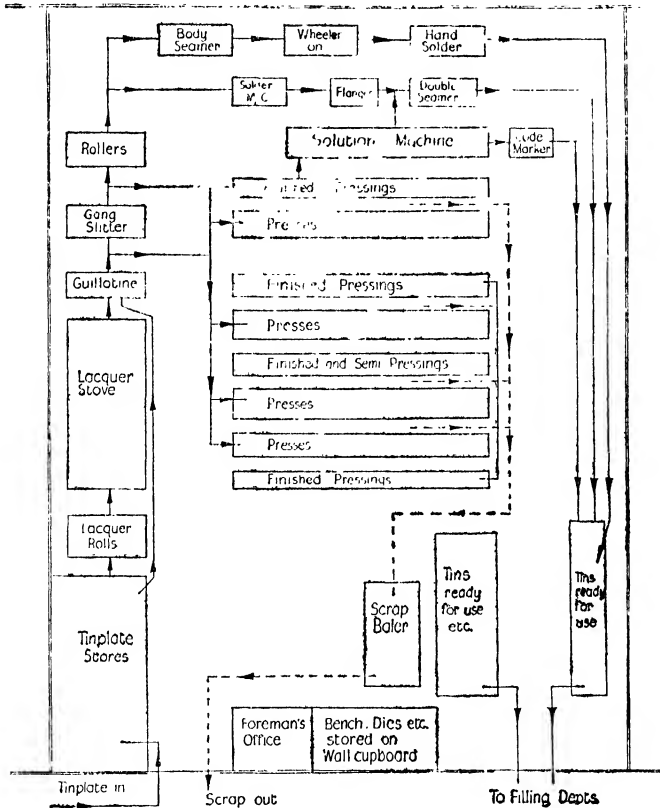 Body
Seamer
Wheeler
on
Hand
Solder
Solder
M.C
Flanger
Double
Seamer
Solution Machine
Code
Marker
Rollers
Finished Pressings
Gang
Slitter
Presses
Guillotine
Finished Pressings
Presses
Lacquer
Stove
Finished and Semi Pressings
Presses
Presses
Finished Pressings
Lacquer
Rolls
Tinplate
Stores
Scrap
Baler
Tins
ready
for use
etc.
Tins
ready
for
use
Foreman's
Office
Bench. Dies etc.
stored on
Wall cupboard
Tinplate in
Scrap out
To Filling Depts.